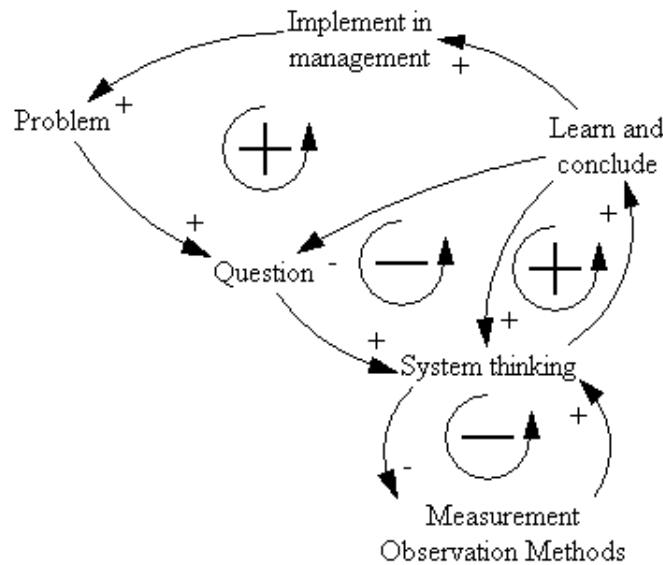 Implement in
management
+
+
Problem
Learn and
conclude
+
+
+
+
Question
-
−
+
+
+
System thinking
+
−
-
Measurement
Observation Methods